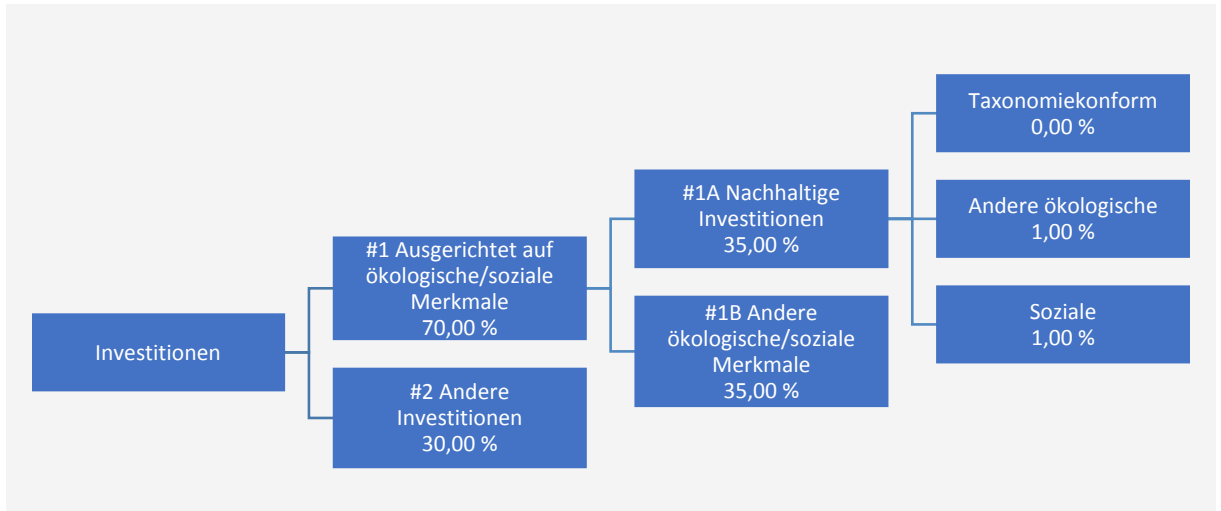 Investitionen
#1 Ausgerichtet auf
ökologische/soziale
Merkmale
70,00 %
#2 Andere
Investitionen
30,00 %
#1A Nachhaltige
Investitionen
35,00 %
#1B Andere
ökologische/soziale
Merkmale
35,00 %
Taxonomiekonform
0,00 %
Andere ökologische
1,00 %
Soziale
1,00 %